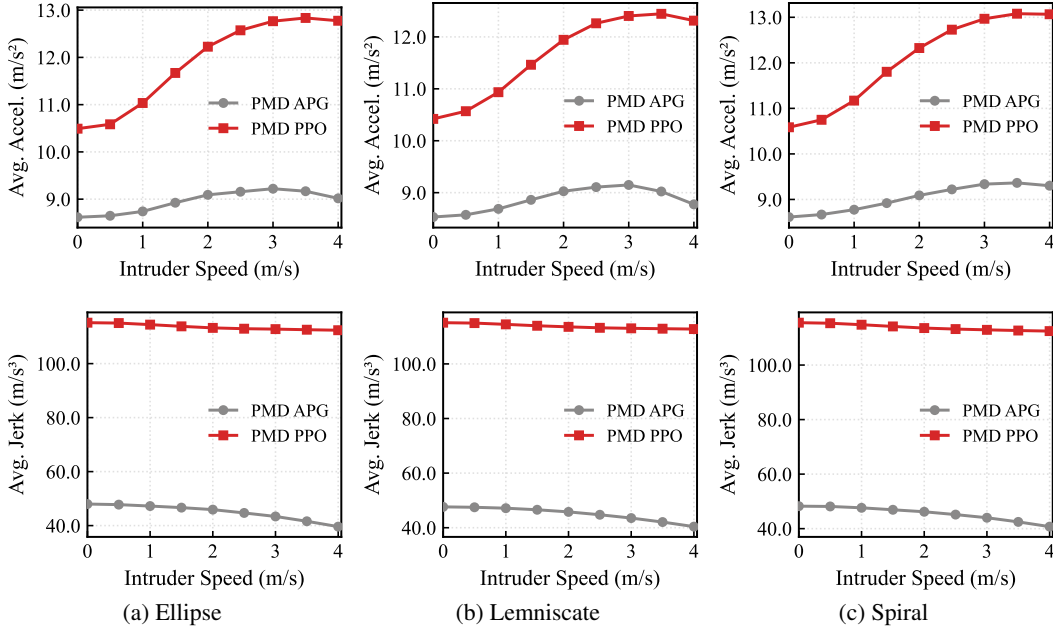 Avg. Accel. (m/s²)
13.0
12.0
11.0
10.0
9.0
PMD APG
PMD PPO
0 1 2 3 4
Intruder Speed (m/s)
Avg. Accel. (m/s²)
12.0
11.0
10.0
9.0
PMD APG
PMD PPO
0 1 2 3 4
Intruder Speed (m/s)
Avg. Accel. (m/s²)
13.0
12.0
11.0
10.0
9.0
PMD APG
PMD PPO
0 1 2 3 4
Intruder Speed (m/s)
Avg. Jerk (m/s³)
100.0
80.0
60.0
40.0
PMD APG
PMD PPO
0 1 2 3 4
Intruder Speed (m/s)
(a) Ellipse
Avg. Jerk (m/s³)
100.0
80.0
60.0
40.0
PMD APG
PMD PPO
0 1 2 3 4
Intruder Speed (m/s)
(b) Lemniscate
Avg. Jerk (m/s³)
100.0
80.0
60.0
40.0
PMD APG
PMD PPO
0 1 2 3 4
Intruder Speed (m/s)
(c) Spiral